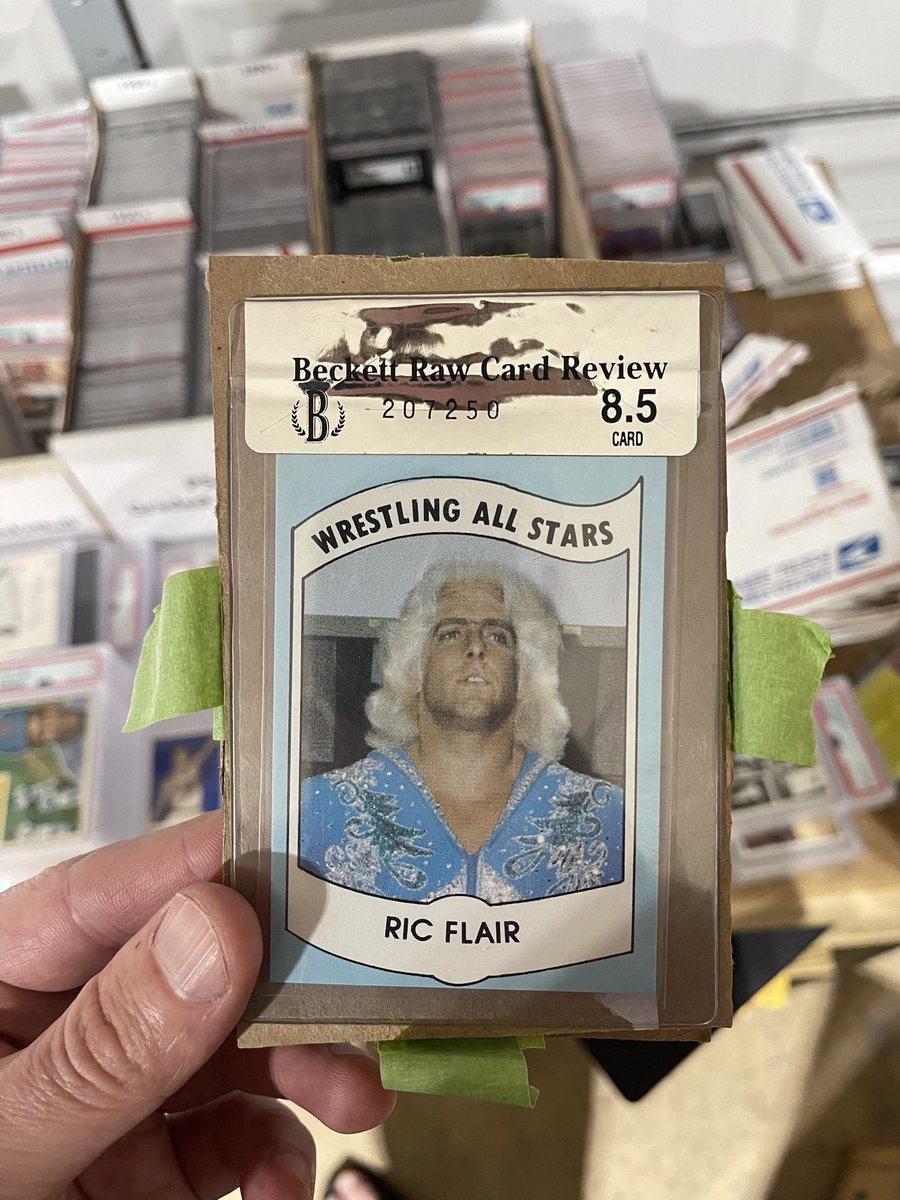 Beckett Raw Card Review
B
207250
8.5
CARD
WRESTLING ALL STARS
RIC FLAIR